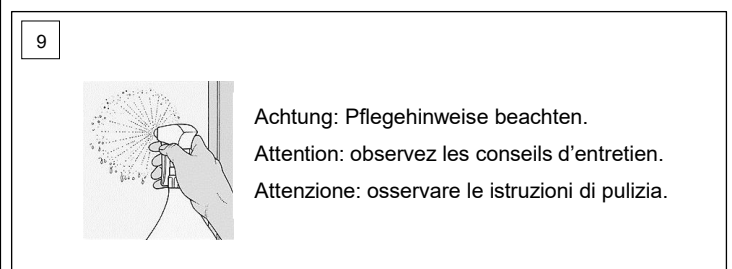 9
Achtung: Pflegehinweise beachten.
Attention: observez les conseils d’entretien.
Attenzione: osservare le istruzioni di pulizia.